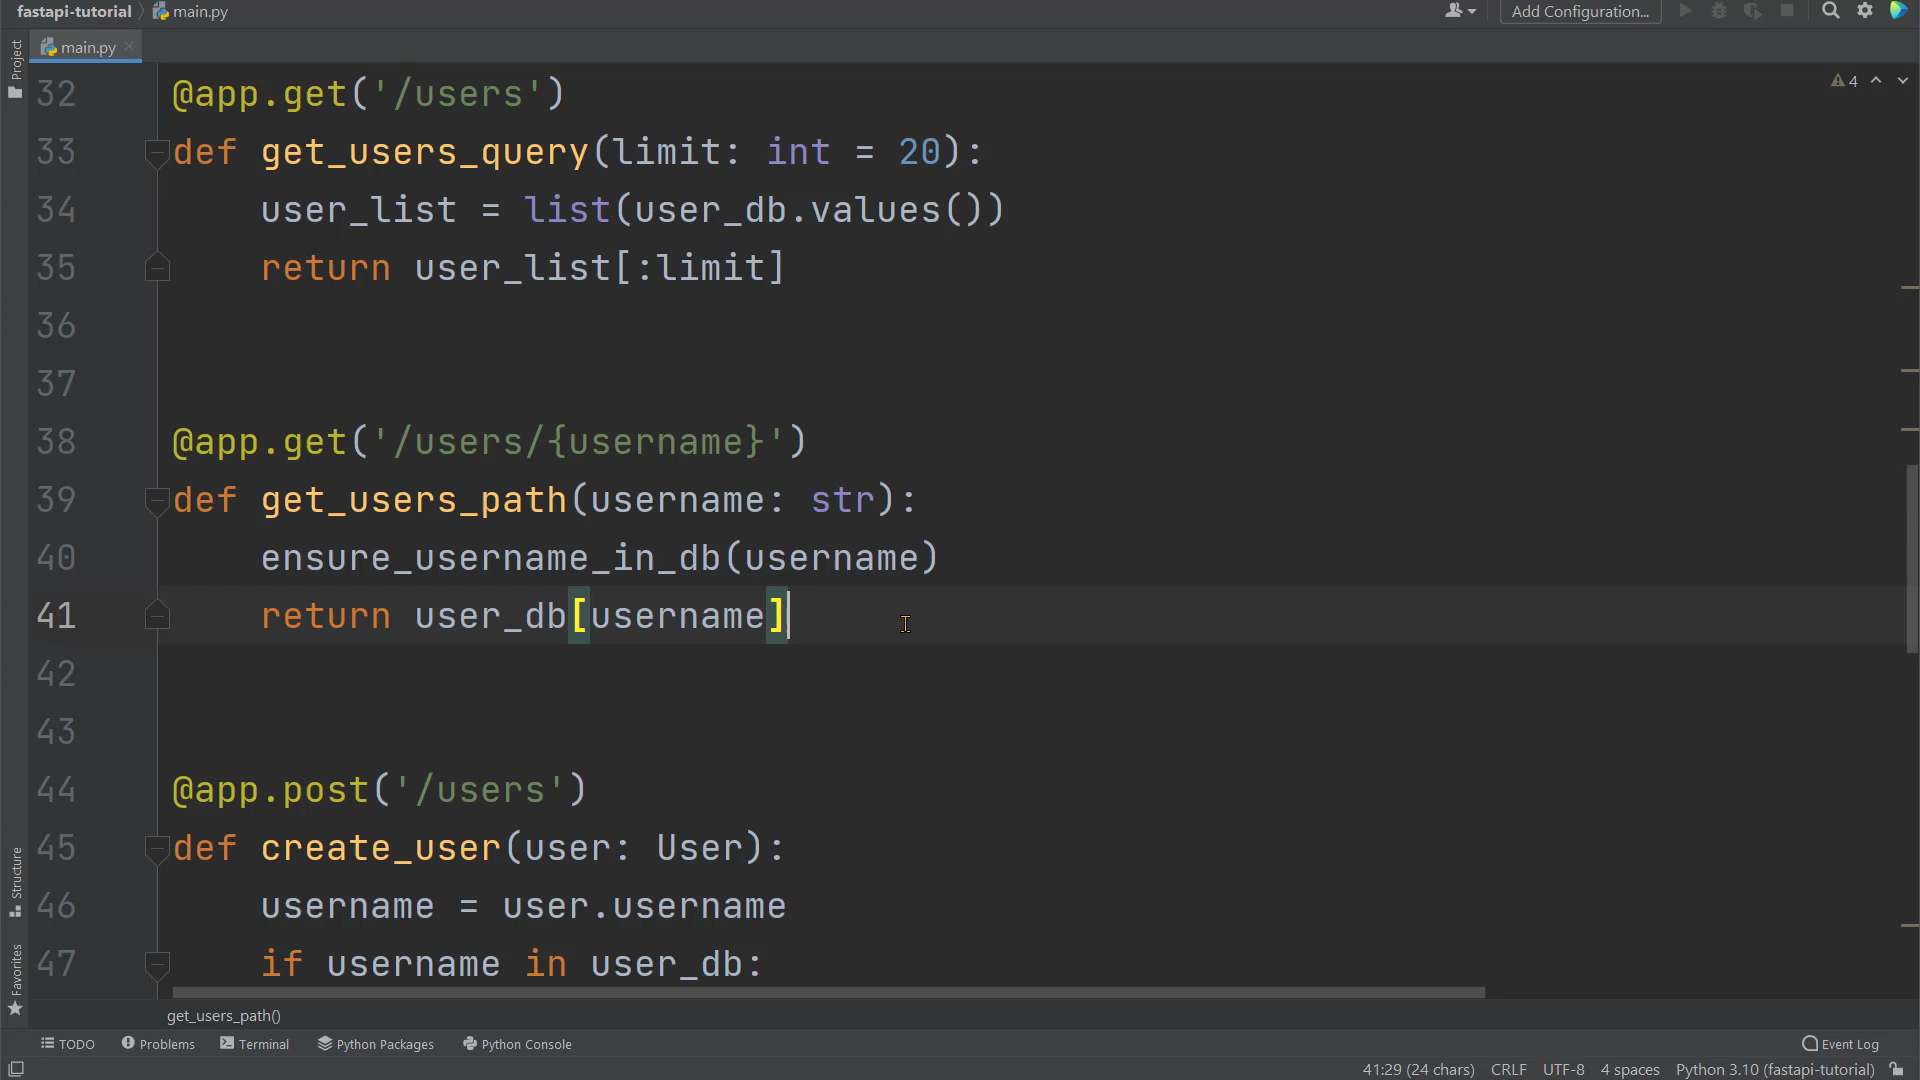 fastapi-tutorial main.py Add Configuration...
Project
main.py
4
32 @app.get('/users')
33 def get_users_query(limit: int = 20):
34     user_list = list(user_db.values())
35     return user_list[:limit]
36
37
38 @app.get('/users/{username}')
39 def get_users_path(username: str):
40     ensure_username_in_db(username)
41     return user_db[username]
42
43
44 @app.post('/users')
45 def create_user(user: User):
46     username = user.username
47     if username in user_db:
Structure
Favorites
get_users_path()
TODO Problems Terminal Python Packages Python Console Event Log
41:29 (24 chars) CRLF UTF-8 4 spaces Python 3.10 (fastapi-tutorial)